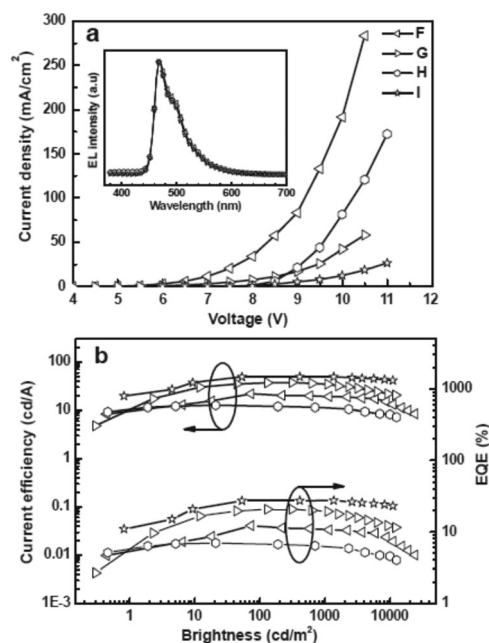 a
F
G
H
I
300
250
200
150
100
50
0
Current density (mA/cm²)
EL intensity (a.u)
400 500 600 700
Wavelength (nm)
4 5 6 7 8 9 10 11 12
Voltage (V)
b
100
10
1
0.1
0.01
1E-3
Current efficiency (cd/A)
1000
100
10
1
EQE (%)
1 10 100 1000 10000
Brightness (cd/m²)